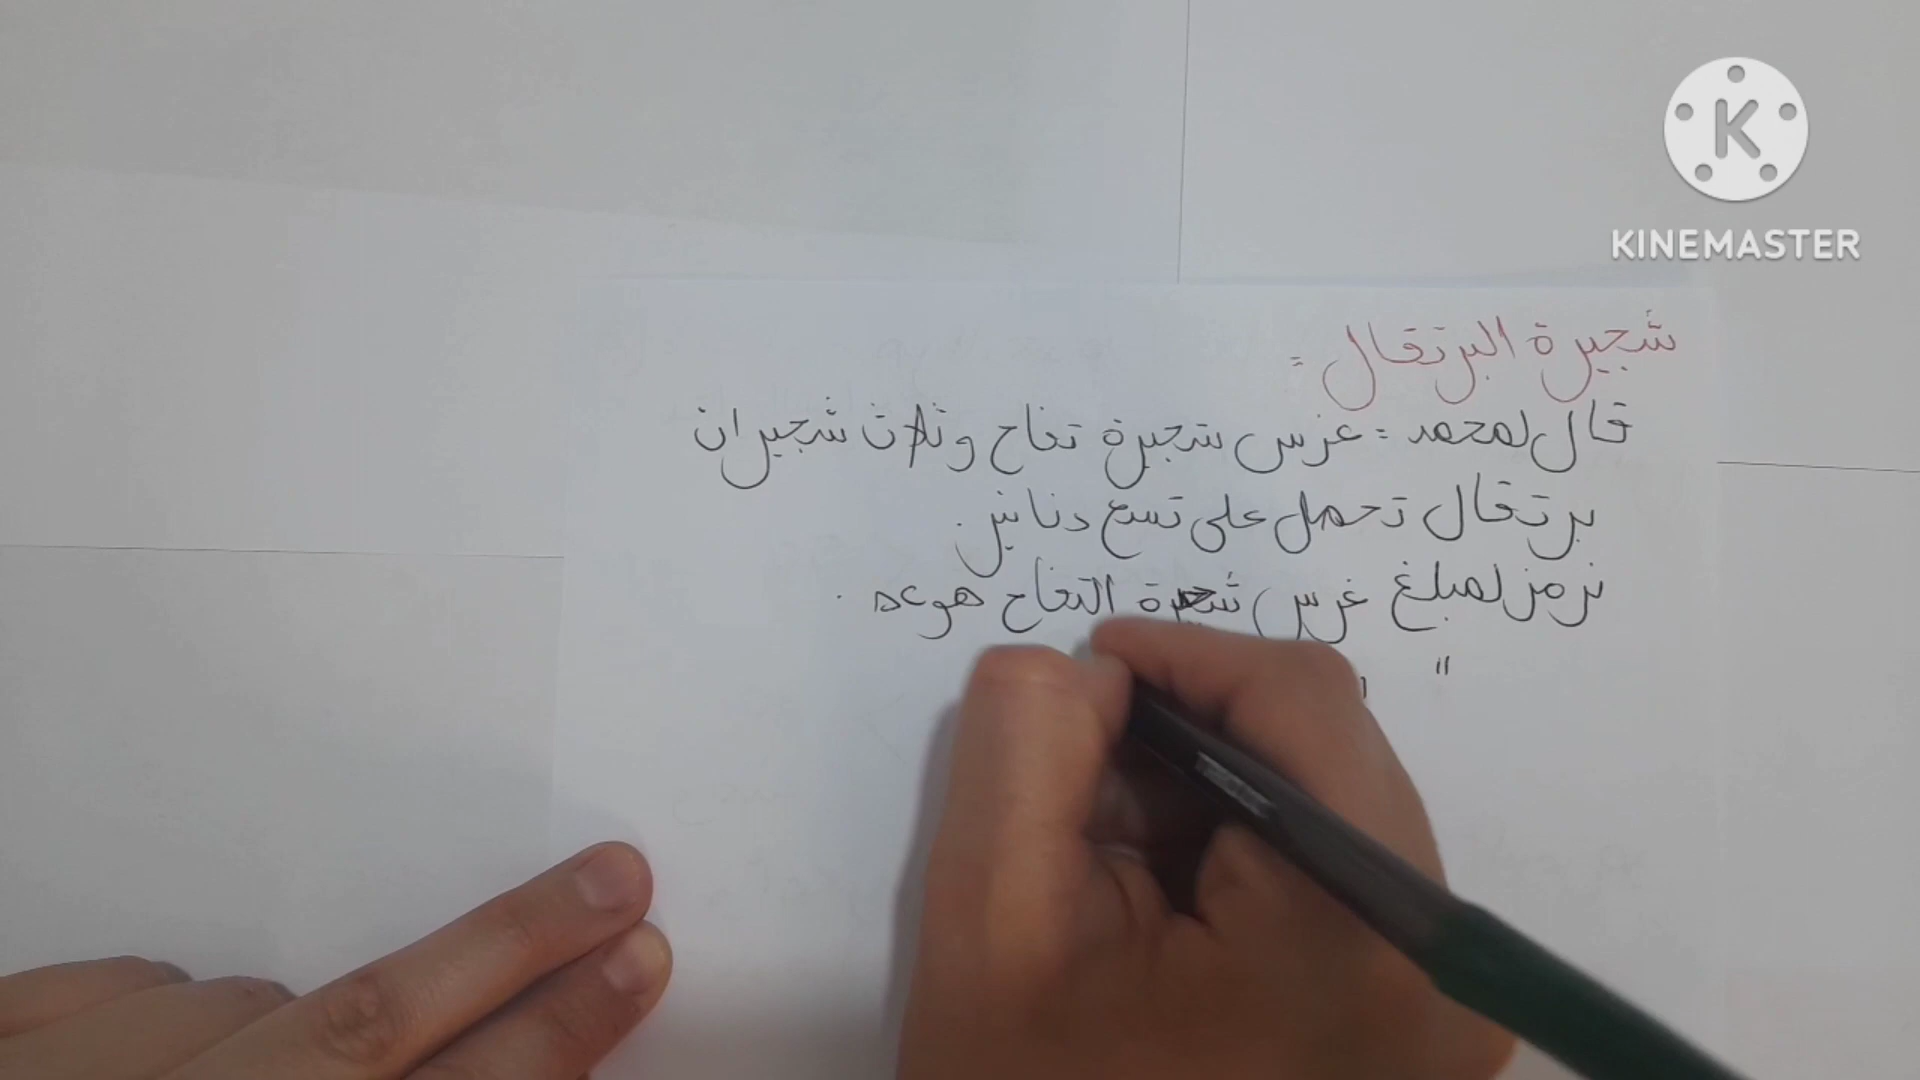 شجيرة البرتقال =
قال لمحمد = غرس شجيرة تفاح وثلاث شجيرات
برتقال تحصل على تسع دنانير.
نرمز لمبلغ غرس شجيرة التفاح هو
"
KINEMASTER